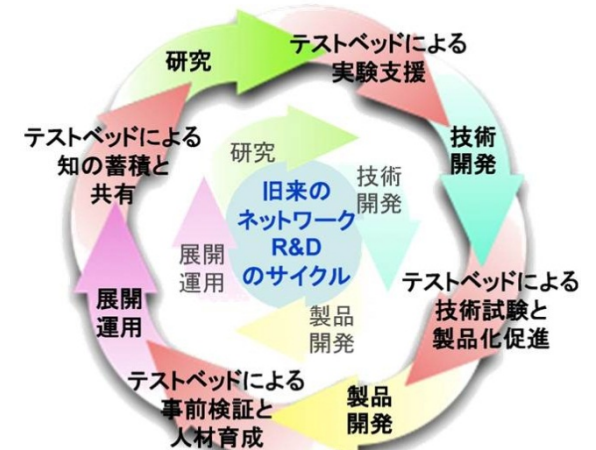 研究
テストベッドによる
実験支援
技術
開発
テストベッドによる
技術試験と
製品化促進
製品
開発
テストベッドによる
事前検証と
人材育成
展開
運用
テストベッドによる
知の蓄積と
共有
研究
技術
開発
製品
開発
展開
運用
旧来の
ネットワーク
R&D
のサイクル